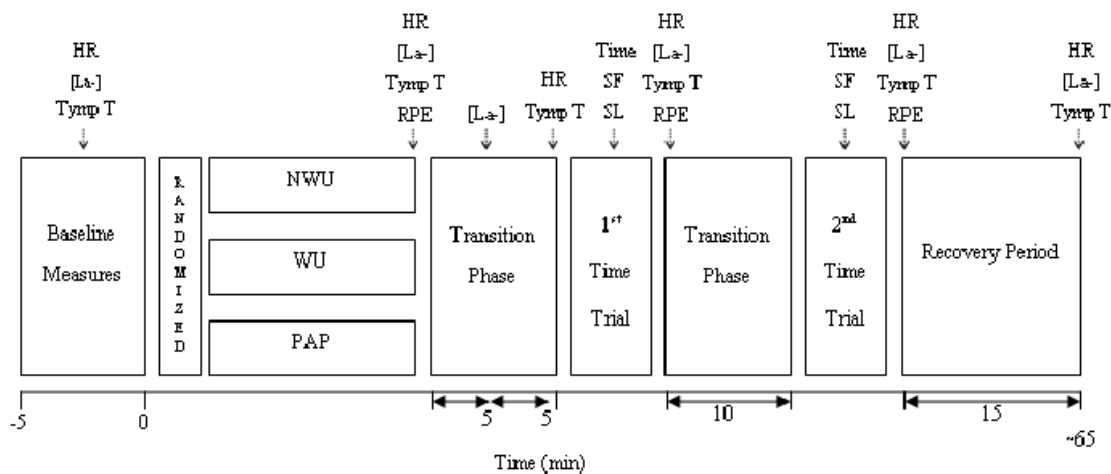 HR
[La-]
Tymp T
HR
[La-]
Tymp T
RPE
[La-]
HR
Tymp T
Time
SF
SL
HR
[La-]
Tymp T
RPE
Time
SF
SL
HR
[La-]
Tymp T
RPE
HR
[La-]
Tymp T
Baseline
Measures
RANDOMIZED
NWU
WU
PAP
Transition
Phase
1st
Time
Trial
Transition
Phase
2nd
Time
Trial
Recovery Period
-5
0
5
5
10
15
~65
Time (min)